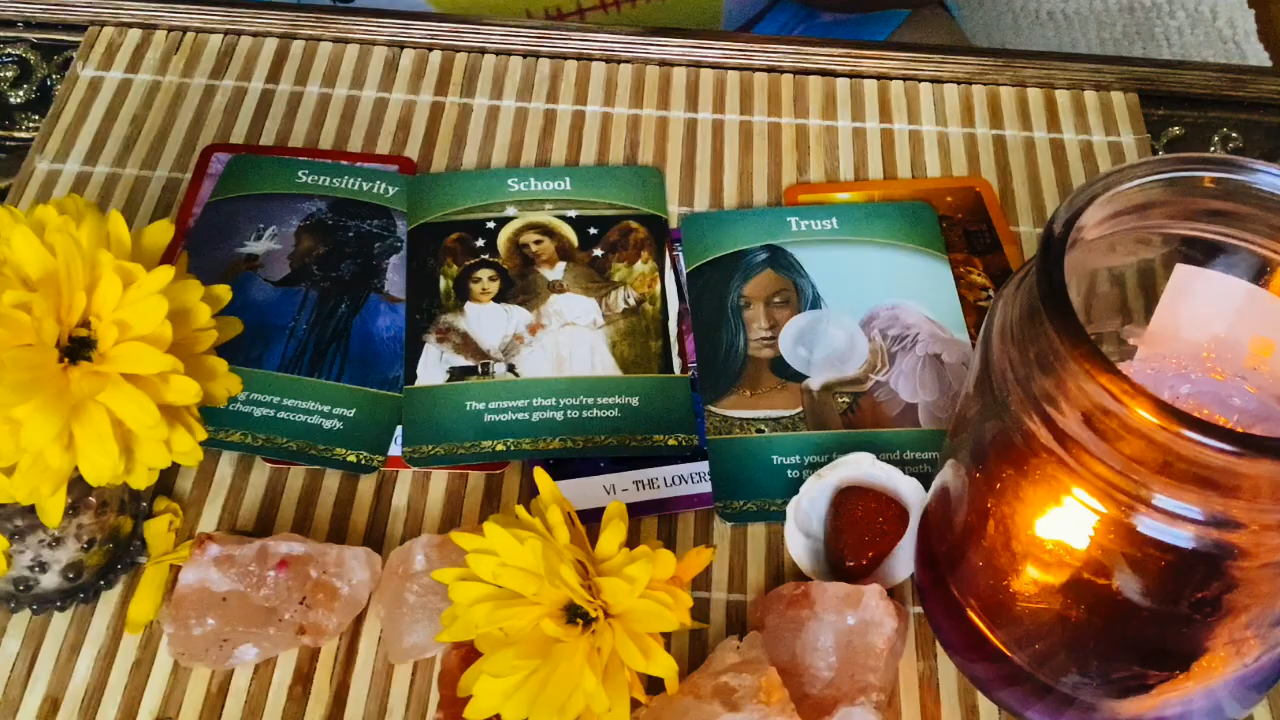 Sensitivity
more sensitive and
changes accordingly.
School
The answer that you're seeking
involves going to school.
Trust
Trust your and dream
to path.
VI – THE LOVERS